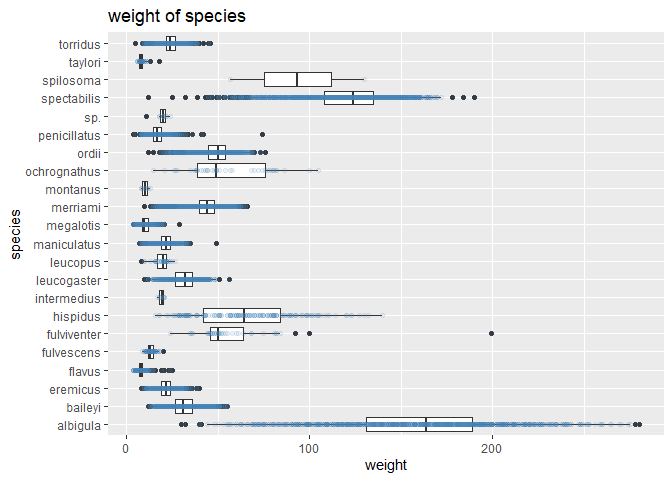 weight of species
torridus
taylori
spilosoma
spectabilis
sp.
penicillatus
ordii
ochrognathus
montanus
merriami
megalotis
maniculatus
leucopus
leucogaster
intermedius
hispidus
fulviventer
fulvescens
flavus
eremicus
baileyi
albigula
species
0 100 200
weight